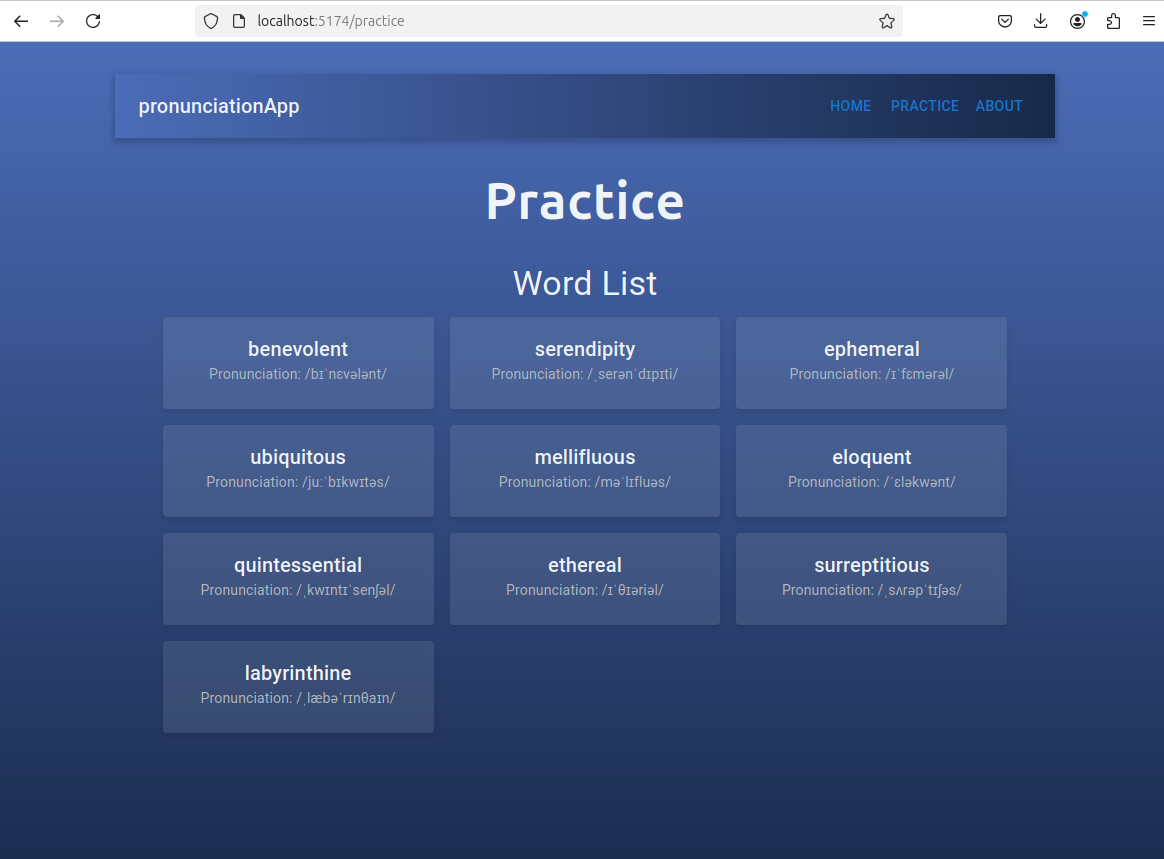 localhost:5174/practice
pronunciationApp
HOME PRACTICE ABOUT
Practice
Word List
benevolent
Pronunciation: /bɪˈnɛvələnt/
serendipity
Pronunciation: /ˌserənˈdɪpɪti/
ephemeral
Pronunciation: /ɪˈfɛmərəl/
ubiquitous
Pronunciation: /juːˈbɪkwɪtəs/
mellifluous
Pronunciation: /məˈlɪfluəs/
eloquent
Pronunciation: /ˈɛləkwənt/
quintessential
Pronunciation: /ˌkwɪntɪˈsenʃəl/
ethereal
Pronunciation: /ɪˈθɪəriəl/
surreptitious
Pronunciation: /ˌsʌrəpˈtɪʃəs/
labyrinthine
Pronunciation: /ˌlæbəˈrɪnθaɪn/